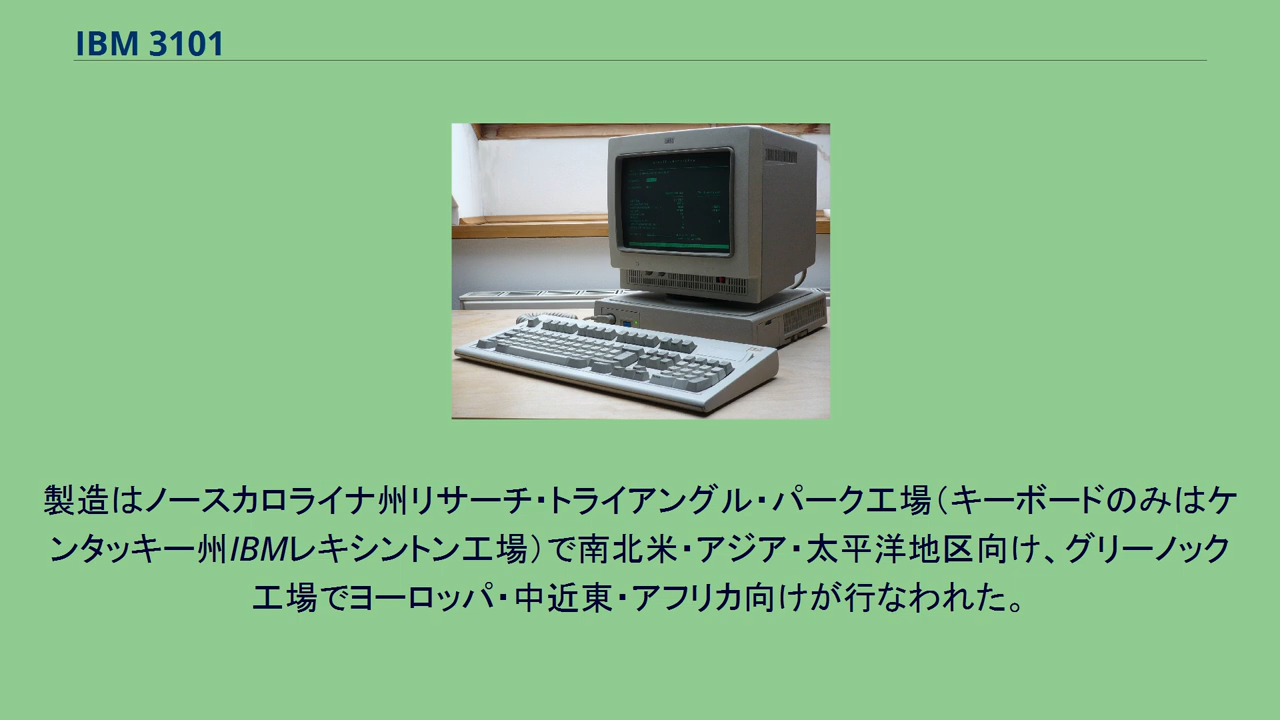 IBM 3101
製造はノースカロライナ州リサーチ・トライアングル・パーク工場（キーボードのみはケ
ンタッキー州IBMレキシントン工場）で南北米・アジア・太平洋地区向け、グリーノック
工場でヨーロッパ・中近東・アフリカ向けが行なわれた。